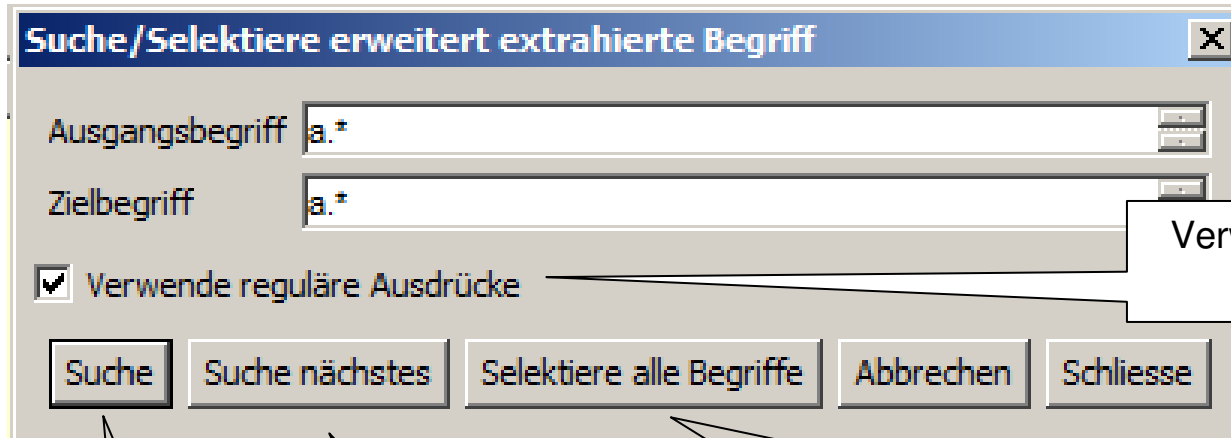 Suche/Selektiere erweitert extrahierte Begriff
Ausgangsbegriff a.*
Zielbegriff a.*
Verwende reguläre Ausdrücke
Suche Suche nächstes Selektiere alle Begriffe Abbrechen Schliesse